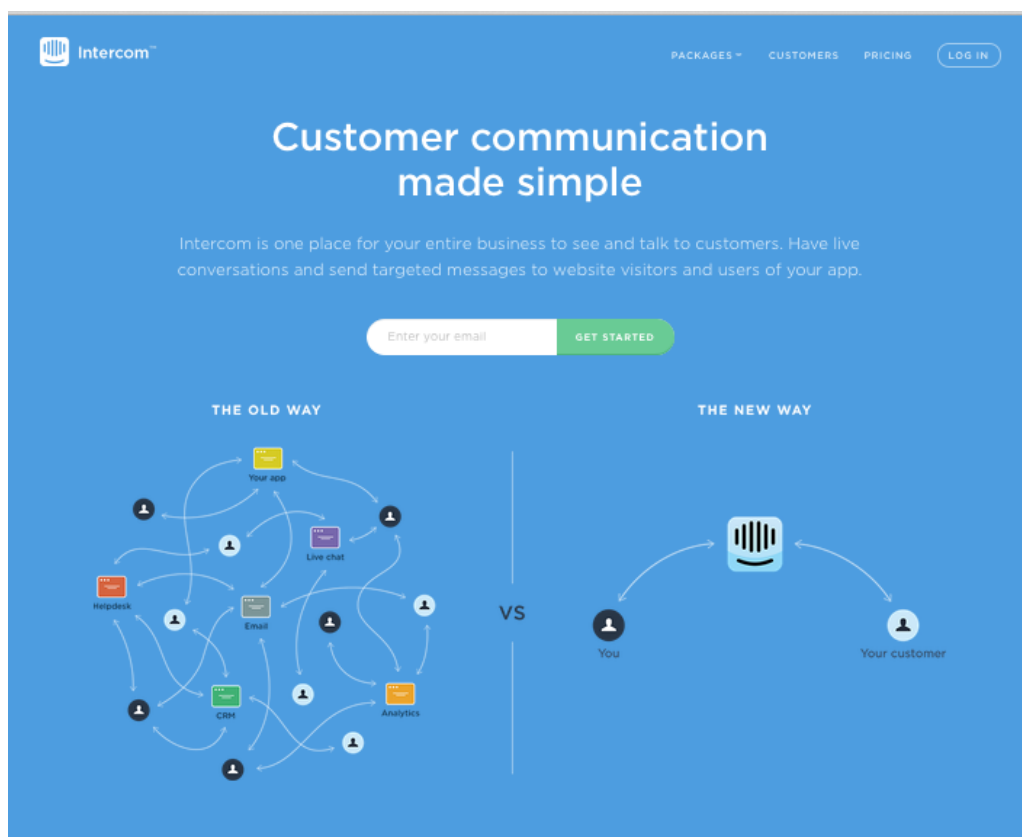 Intercom™
PACKAGES CUSTOMERS PRICING LOG IN
Customer communication
made simple
Intercom is one place for your entire business to see and talk to customers. Have live
conversations and send targeted messages to website visitors and users of your app.
Enter your email GET STARTED
THE OLD WAY
Your app
Live chat
Helpdesk
Email
CRM
Analytics
VS
THE NEW WAY
You
Your customer